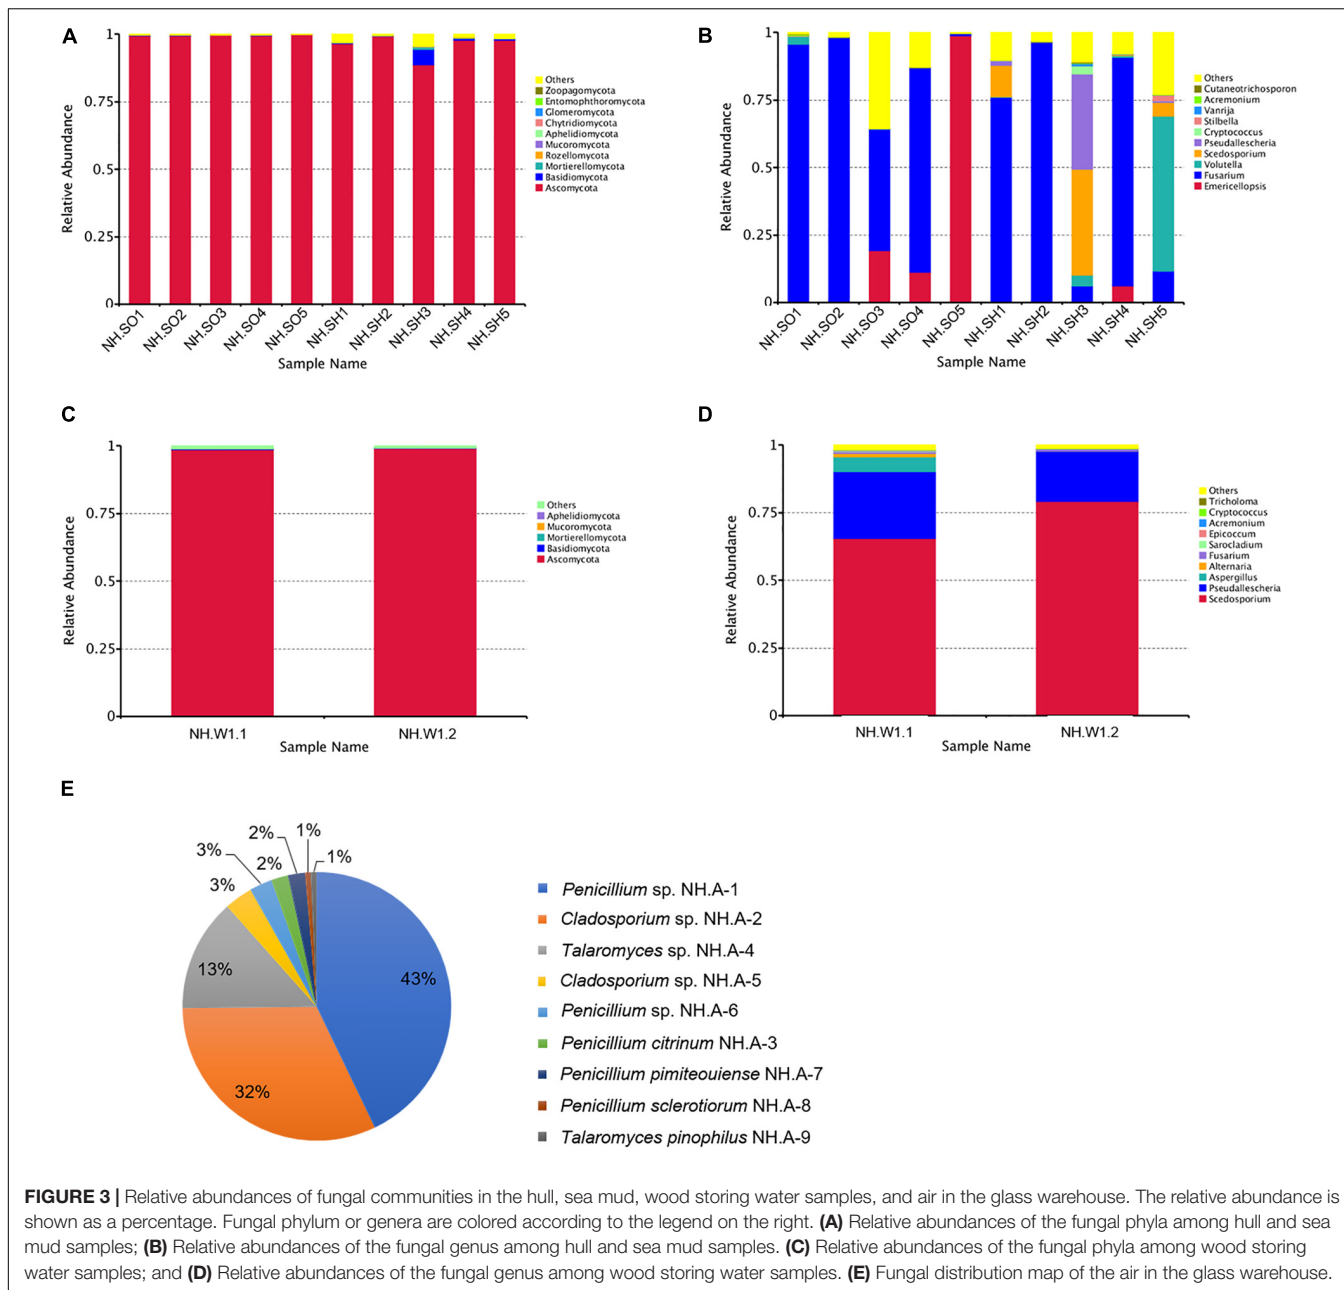 A
1
0.75
0.5
0.25
0
Relative Abundance
NH.SO1
NH.SO2
NH.SO3
NH.SO4
NH.SO5
NH.SH1
NH.SH2
NH.SH3
NH.SH4
NH.SH5
Sample Name
Others
Zoopagomycota
Entomophthoromycota
Glomeromycota
Chytridiomycota
Aphelidiomycota
Mucoromycota
Rozellomycota
Mortierellomycota
Basidiomycota
Ascomycota
B
1
0.75
0.5
0.25
0
Relative Abundance
NH.SO1
NH.SO2
NH.SO3
NH.SO4
NH.SO5
NH.SH1
NH.SH2
NH.SH3
NH.SH4
NH.SH5
Sample Name
Others
Cutaneotrichosporon
Acremonium
Vanrija
Stilbella
Cryptococcus
Pseudallescheria
Scedosporium
Volutella
Fusarium
Emericellopsis
C
1
0.75
0.5
0.25
0
Relative Abundance
NH.W1.1
NH.W1.2
Sample Name
Others
Aphelidiomycota
Mucoromycota
Mortierellomycota
Basidiomycota
Ascomycota
D
1
0.75
0.5
0.25
0
Relative Abundance
NH.W1.1
NH.W1.2
Sample Name
Others
Tricholoma
Cryptococcus
Acremonium
Epicoccum
Sarocladium
Fusarium
Alternaria
Aspergillus
Pseudallescheria
Scedosporium
E
43%
32%
13%
3%
3%
2%
2%
1%
1%
Penicillium sp. NH.A-1
Cladosporium sp. NH.A-2
Talaromyces sp. NH.A-4
Cladosporium sp. NH.A-5
Penicillium sp. NH.A-6
Penicillium citrinum NH.A-3
Penicillium pimiteouiense NH.A-7
Penicillium sclerotiorum NH.A-8
Talaromyces pinophilus NH.A-9
FIGURE 3 | Relative abundances of fungal communities in the hull, sea mud, wood storing water samples, and air in the glass warehouse. The relative abundance is
shown as a percentage. Fungal phylum or genera are colored according to the legend on the right. (A) Relative abundances of the fungal phyla among hull and sea
mud samples; (B) Relative abundances of the fungal genus among hull and sea mud samples. (C) Relative abundances of the fungal phyla among wood storing
water samples; and (D) Relative abundances of the fungal genus among wood storing water samples. (E) Fungal distribution map of the air in the glass warehouse.